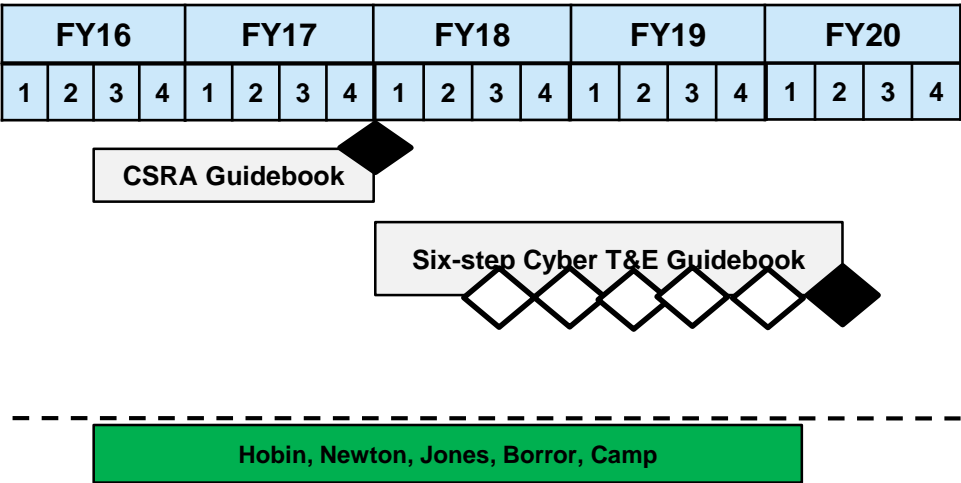 FY16 FY17 FY18 FY19 FY20
1 2 3 4 1 2 3 4 1 2 3 4 1 2 3 4 1 2 3 4
CSRA Guidebook
Six-step Cyber T&E Guidebook
Hobin, Newton, Jones, Borror, Camp